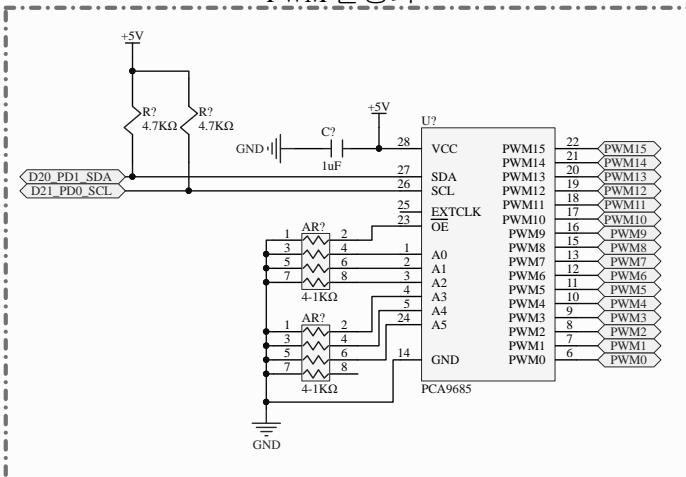 PWM
+5V
R?
4.7KΩ
R?
4.7KΩ
+5V
C?
GND
1uF
U?
28
VCC
D20_PD1_SDA
27
SDA
D21_PD0_SCL
26
SCL
25
EXTCLK
23
OE
AR?
1 2
3 4
5 6
7 8
4-1KΩ
1
A0
2
A1
3
A2
4
A3
5
A4
24
A5
AR?
1 2
3 4
5 6
7 8
4-1KΩ
14
GND
PCA9685
GND
PWM15 22 PWM15
PWM14 21 PWM14
PWM13 20 PWM13
PWM12 19 PWM12
PWM11 18 PWM11
PWM10 17 PWM10
PWM9 16 PWM9
PWM8 15 PWM8
PWM7 13 PWM7
PWM6 12 PWM6
PWM5 11 PWM5
PWM4 10 PWM4
PWM3 9 PWM3
PWM2 8 PWM2
PWM1 7 PWM1
PWM0 6 PWM0